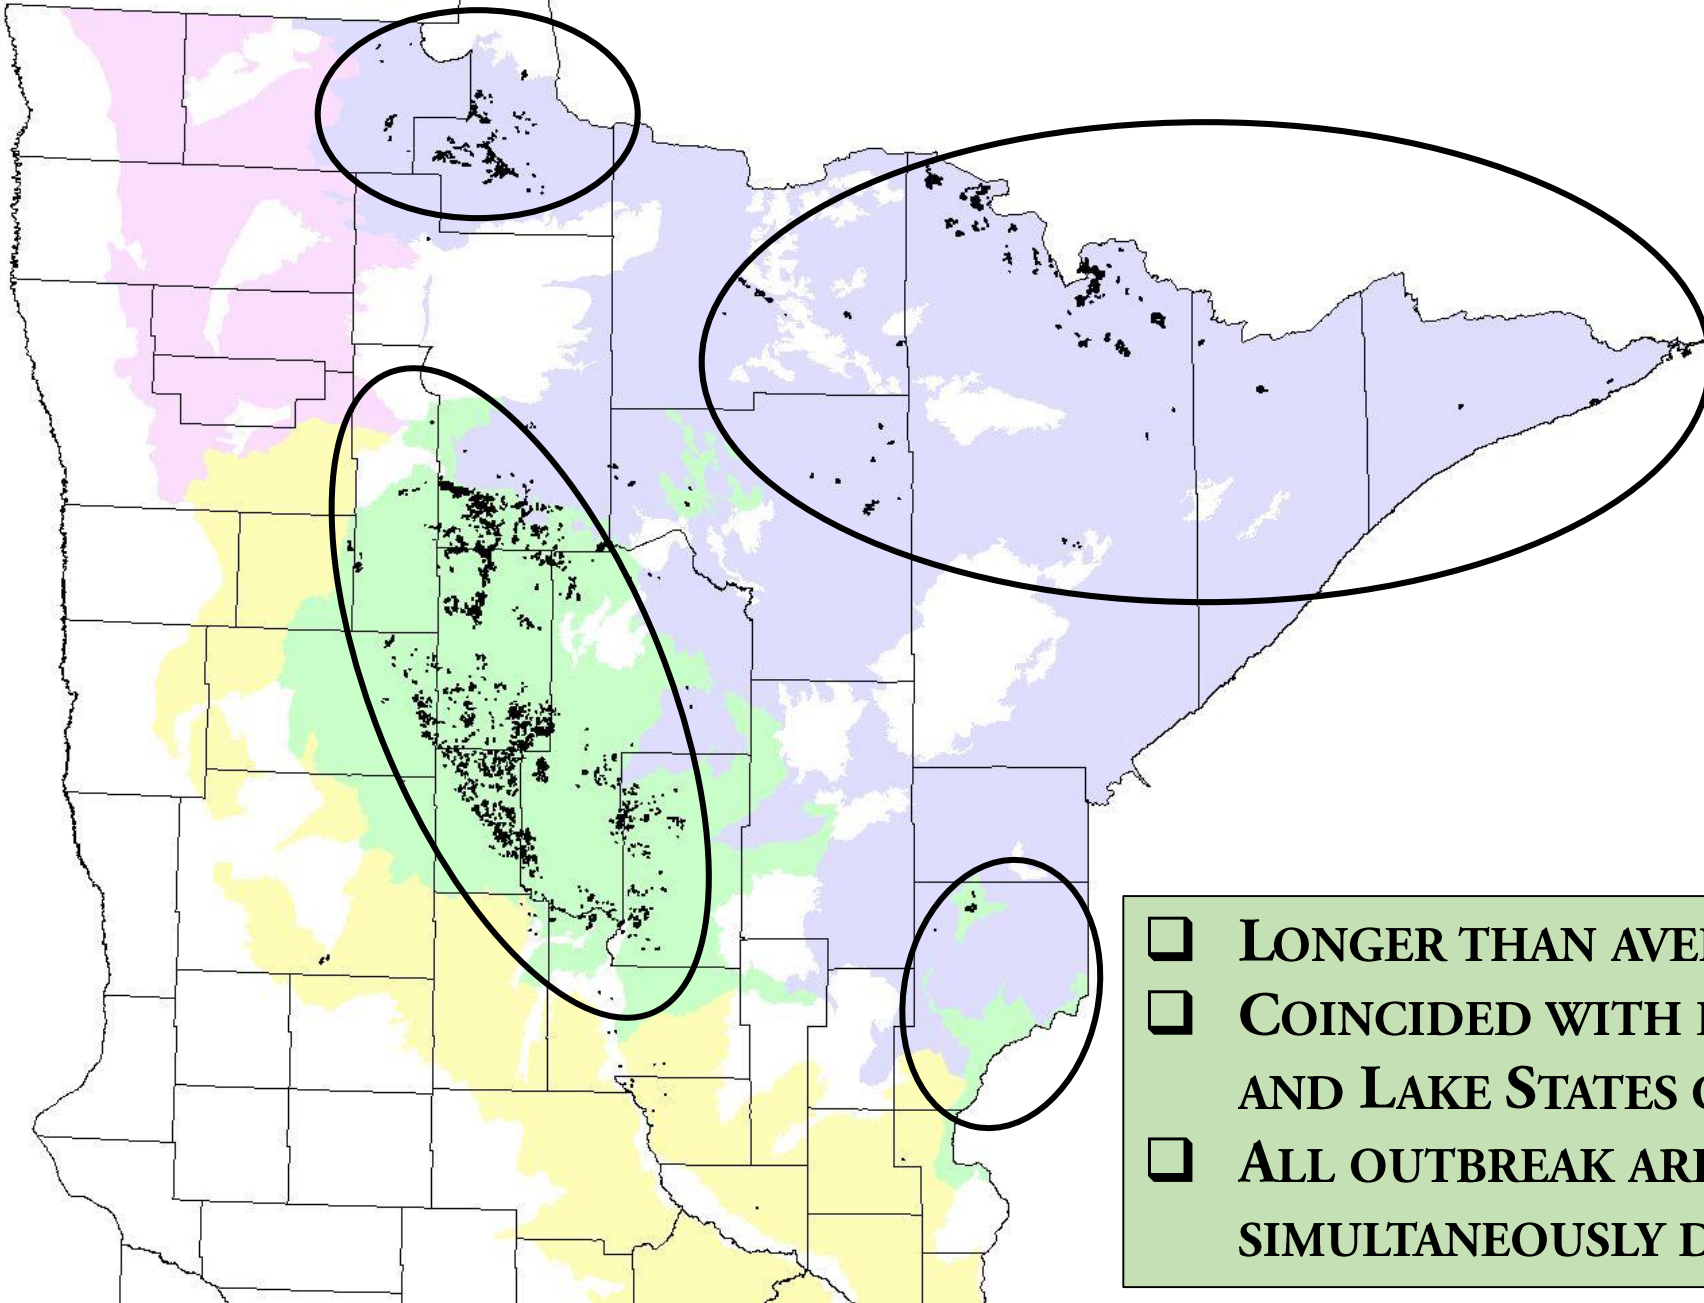 ❑ LONGER THAN AVE
❑ COINCIDED WITH
AND LAKE STATES
❑ ALL OUTBREAK AR
SIMULTANEOUSLY D